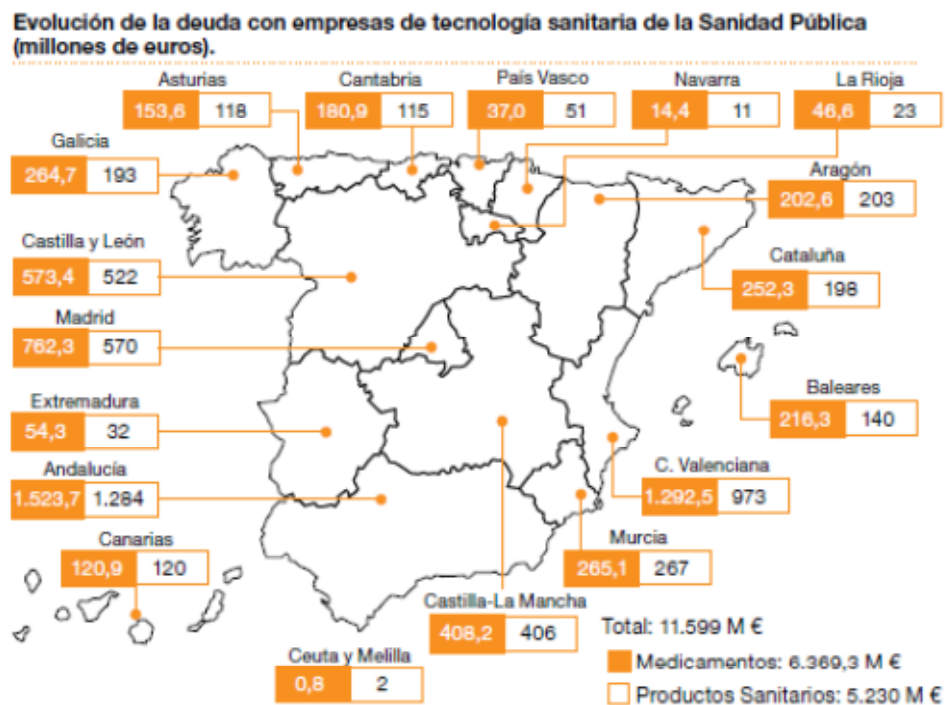 Evolución de la deuda con empresas de tecnología sanitaria de la Sanidad Pública
(millones de euros).
Asturias
153,6 118
Cantabria
180,9 115
País Vasco
37,0 51
Navarra
14,4 11
La Rioja
46,6 23
Galicia
264,7 193
Aragón
202,6 203
Castilla y León
573,4 522
Cataluña
252,3 198
Madrid
762,3 570
Baleares
216,3 140
Extremadura
54,3 32
Andalucía
1.523,7 1.284
C. Valenciana
1.292,5 973
Canarias
120,9 120
Murcia
265,1 267
Castilla-La Mancha
408,2 406
Ceuta y Melilla
0,8 2
Total: 11.599 M €
Medicamentos: 6.369,3 M €
Productos Sanitarios: 5.230 M €